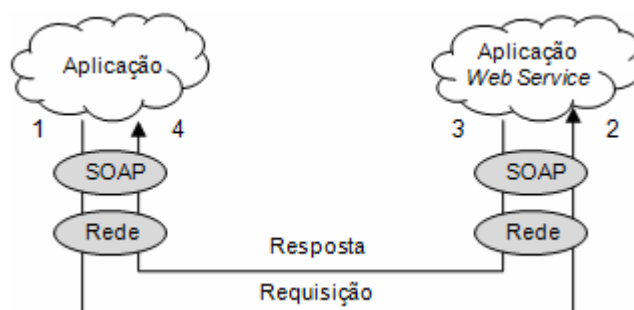 Aplicação
Aplicação
Web Service
1
4
3
2
SOAP
SOAP
Rede
Rede
Resposta
Requisição